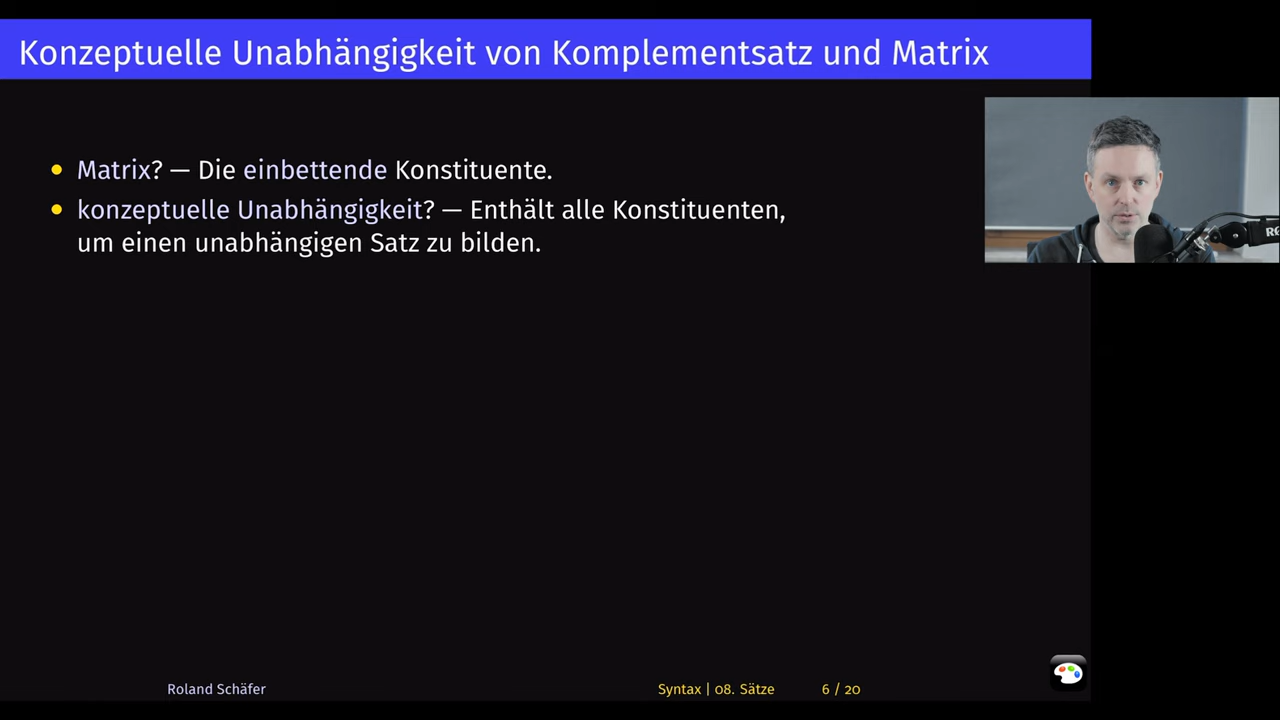 Konzeptuelle Unabhängigkeit von Komplementsatz und Matrix
Matrix? — Die einbettende Konstituente.
konzeptuelle Unabhängigkeit? — Enthält alle Konstituenten,
um einen unabhängigen Satz zu bilden.
Roland Schäfer
Syntax | 08. Sätze
6 / 20